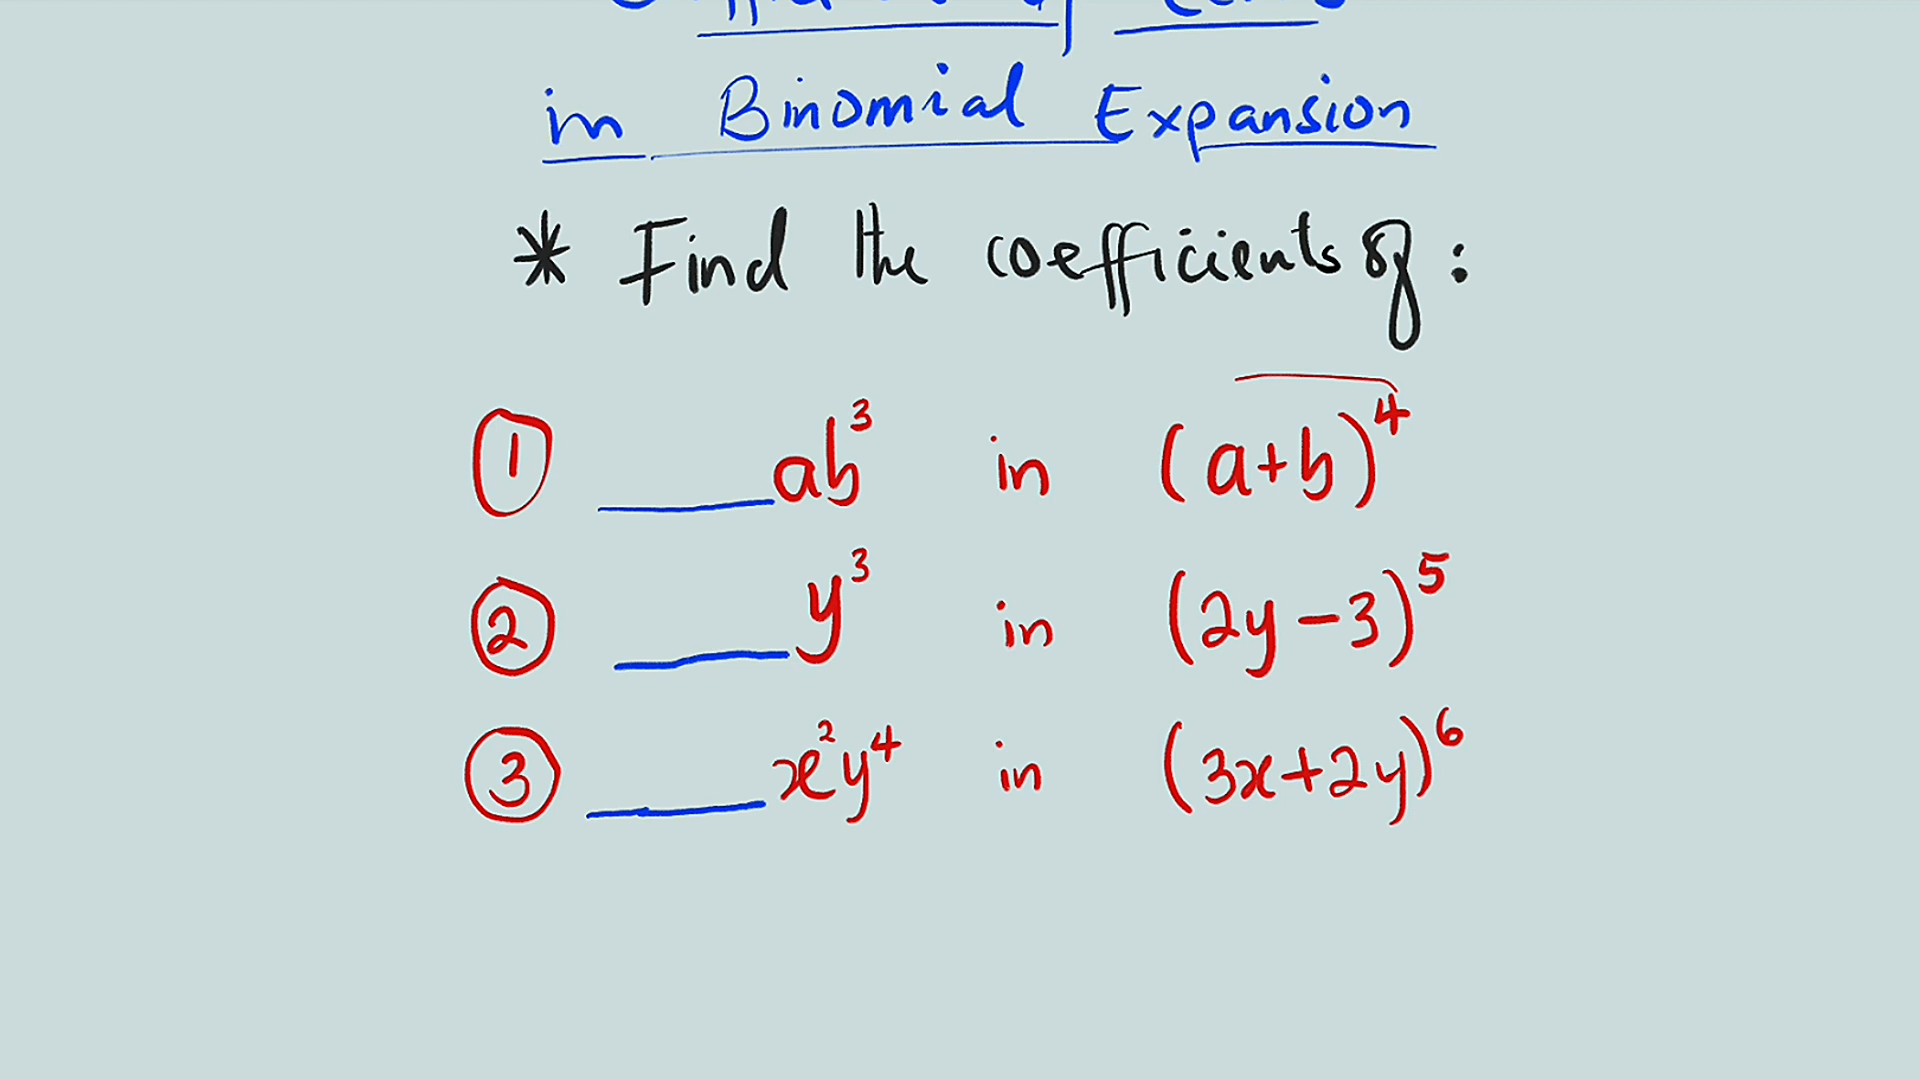 in Binomial Expansion
* Find the coefficients of :
① ____ab³ in (a+b)⁴
② ____y³ in (2y-3)⁵
③ ____x²y⁴ in (3x+2y)⁶